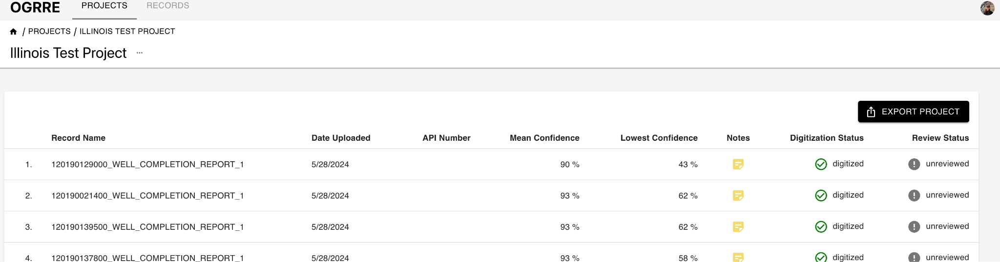 OGRRE PROJECTS RECORDS
/ PROJECTS / ILLINOIS TEST PROJECT
Illinois Test Project ...
EXPORT PROJECT
Record Name Date Uploaded API Number Mean Confidence Lowest Confidence Notes Digitization Status Review Status
1. 120190129000_WELL_COMPLETION_REPORT_1 5/28/2024 90 % 43 % digitized unreviewed
2. 120190021400_WELL_COMPLETION_REPORT_1 5/28/2024 93 % 62 % digitized unreviewed
3. 120190139500_WELL_COMPLETION_REPORT_1 5/28/2024 93 % 62 % digitized unreviewed
4. 120190137800_WELL_COMPLETION_REPORT_1 5/28/2024 93 % 58 % digitized unreviewed